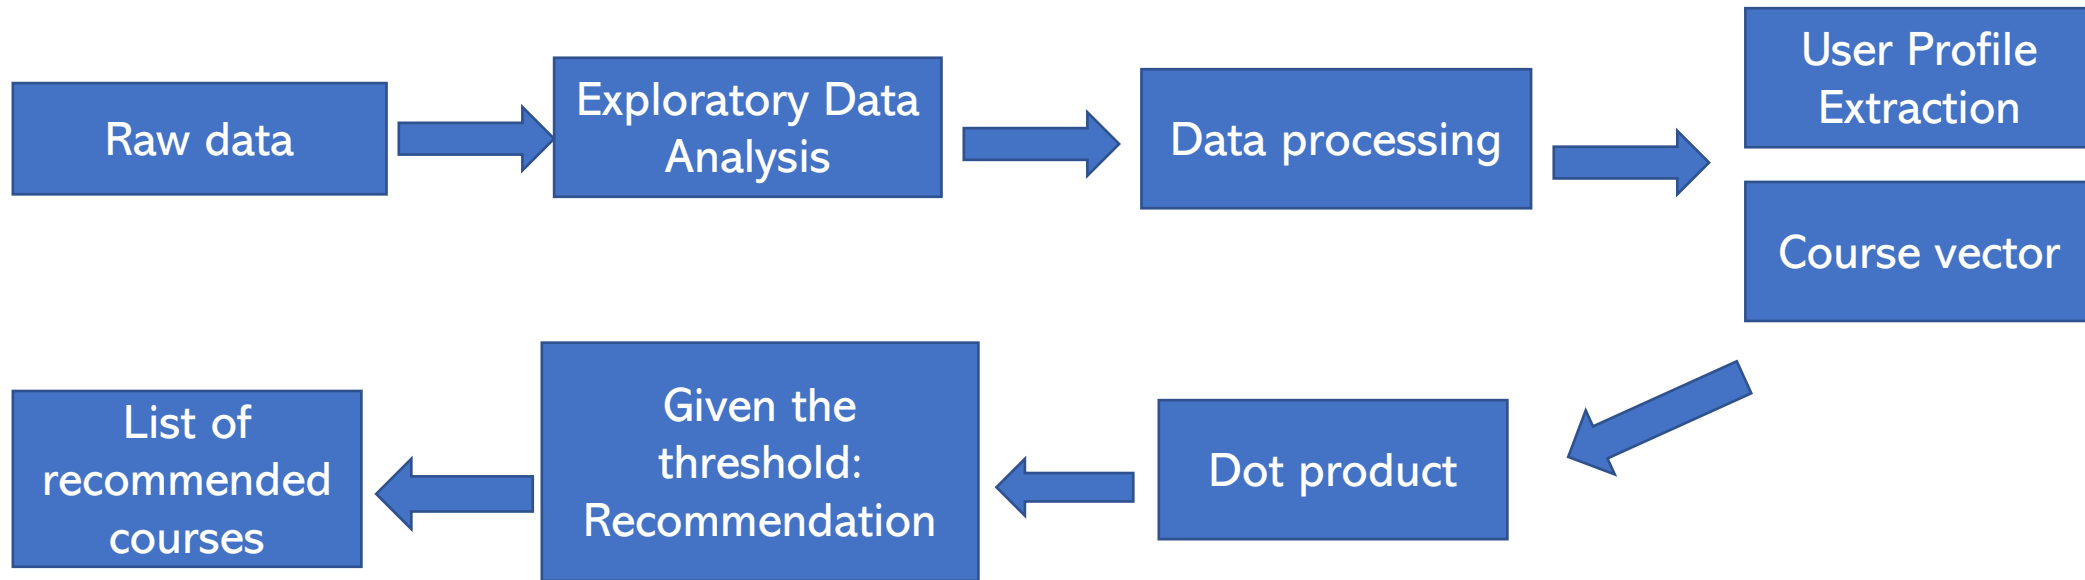 Raw data
Exploratory Data
Analysis
Data processing
User Profile
Extraction
Course vector
Dot product
Given the
threshold:
Recommendation
List of
recommended
courses